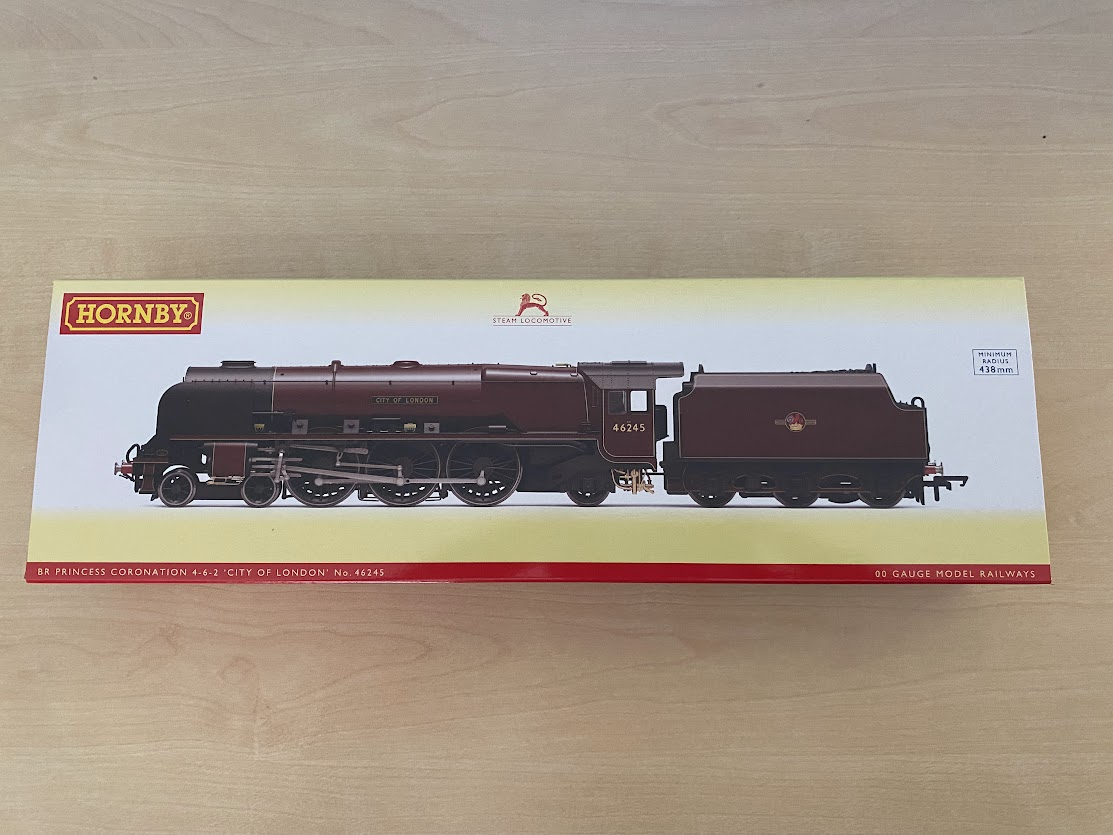 HORNBY®
STEAM LOCOMOTIVE
MINIMUM
RADIUS
438mm
CITY OF LONDON
46245
BR PRINCESS CORONATION 4-6-2 'CITY OF LONDON' No. 46245
00 GAUGE MODEL RAILWAYS